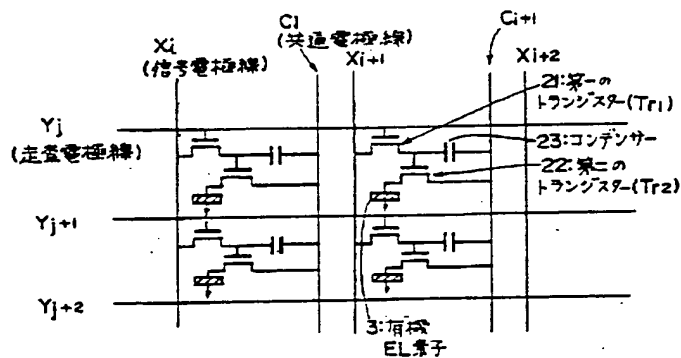 Xi
(信号電極線)
Ci
(共通電極線)
Xi+1
Ci+1
Xi+2
21:第一の
トランジスター(Tr1)
23:コンデンサー
22:第二の
トランジスター(Tr2)
Yj
(走査電極線)
Yj+1
Yj+2
3:有機
EL素子